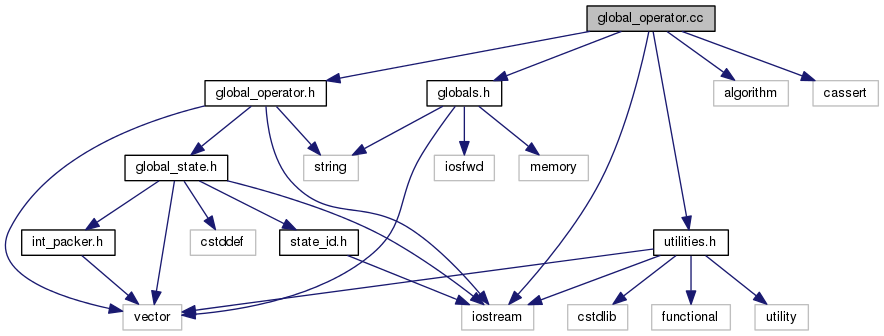 global_operator.cc
global_operator.h
globals.h
algorithm
cassert
global_state.h
string
iosfwd
memory
int_packer.h
cstddef
state_id.h
utilities.h
vector
iostream
cstdlib
functional
utility